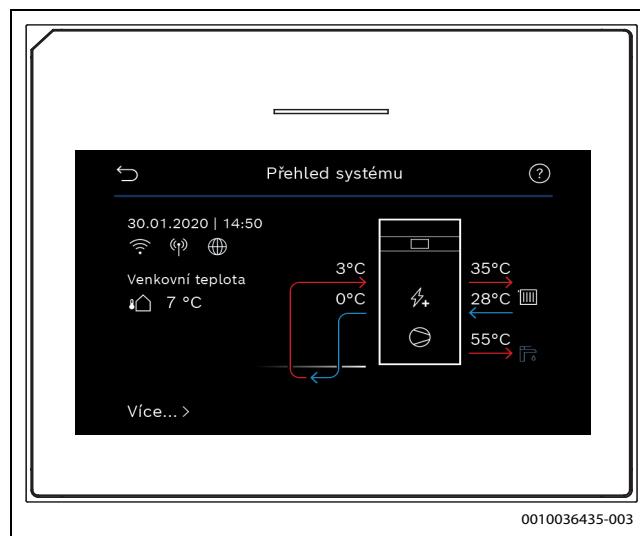 Přehled systému
?
30.01.2020 | 14:50
Venkovní teplota
7 °C
3°C
0°C
35°C
28°C
55°C
Více... >
0010036435-003